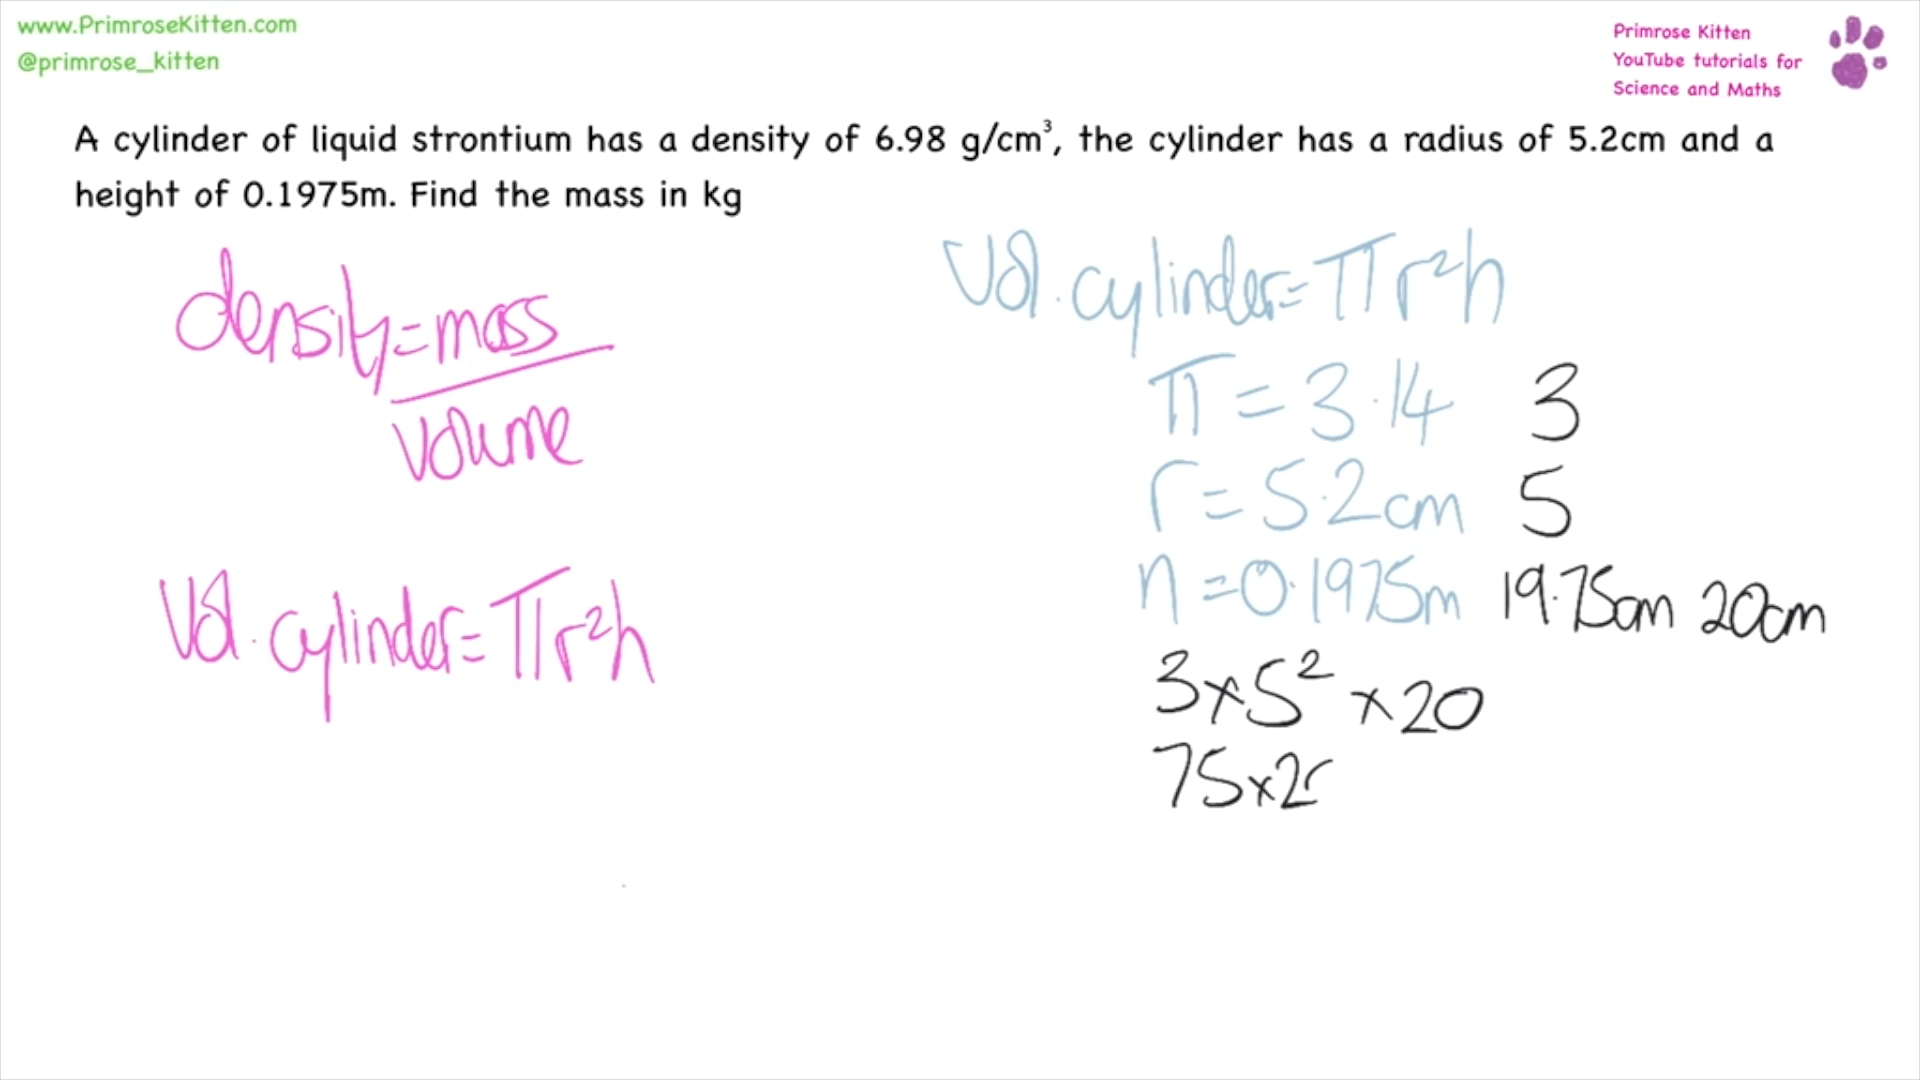 www.PrimroseKitten.com
@primrose_kitten
Primrose Kitten
YouTube tutorials for
Science and Maths
A cylinder of liquid strontium has a density of 6.98 g/cm³, the cylinder has a radius of 5.2cm and a
height of 0.1975m. Find the mass in kg
density=mass
volume
Vol. cylinder=πr²h
Vol. cylinder=πr²h
π=3.14 3
r=5.2cm 5
h=0.1975m 19.75cm 20cm
3×5²×20
75×2